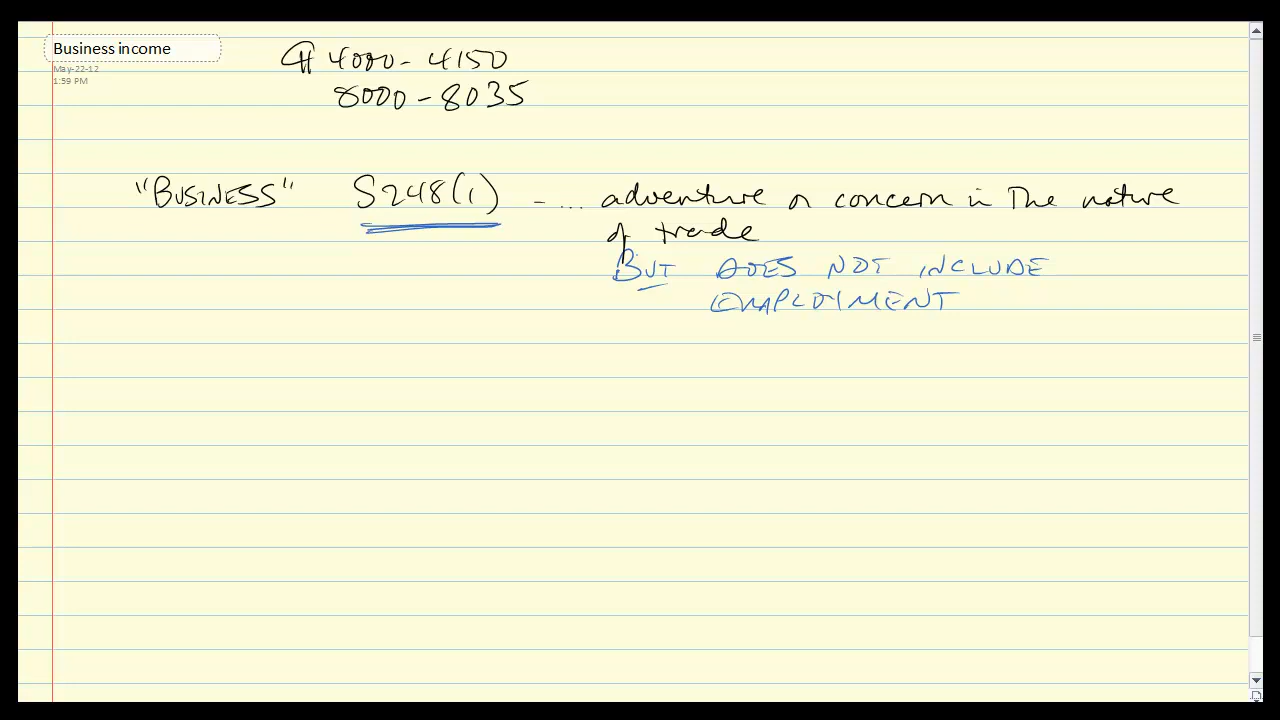 Business income
May-22-12
1:59 PM
¶ 4000 - 4150
8000 - 8035
"BUSINESS" S248(1) - ... adventure or concern in The nature
of trade
BUT DOES NOT INCLUDE
EMPLOYMENT